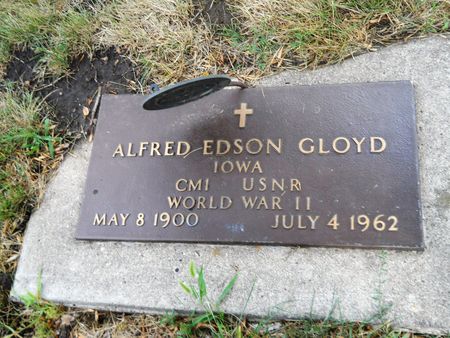 ALFRED EDSON GLOYD
IOWA
CM1 USNR
WORLD WAR II
MAY 8 1900 JULY 4 1962